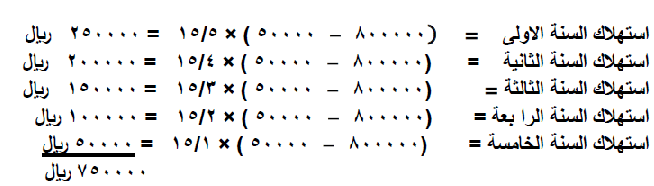 استهلاك السنة الاولى = (٨٠٠٠٠٠ – ٥٠٠٠٠ ) × ١٥/٥ = ٢٥٠٠٠٠ ريال
استهلاك السنة الثانية = (٨٠٠٠٠٠ – ٥٠٠٠٠ ) × ١٥/٤ = ٢٠٠٠٠٠ ريال
استهلاك السنة الثالثة = (٨٠٠٠٠٠ – ٥٠٠٠٠ ) × ١٥/٣ = ١٥٠٠٠٠ ريال
استهلاك السنة الرا بعة = (٨٠٠٠٠٠ – ٥٠٠٠٠ ) × ١٥/٢ = ١٠٠٠٠٠ ريال
استهلاك السنة الخامسة = (٨٠٠٠٠٠ – ٥٠٠٠٠ ) × ١٥/١ = ٥٠٠٠٠ ريال
٧٥٠٠٠٠ ريال